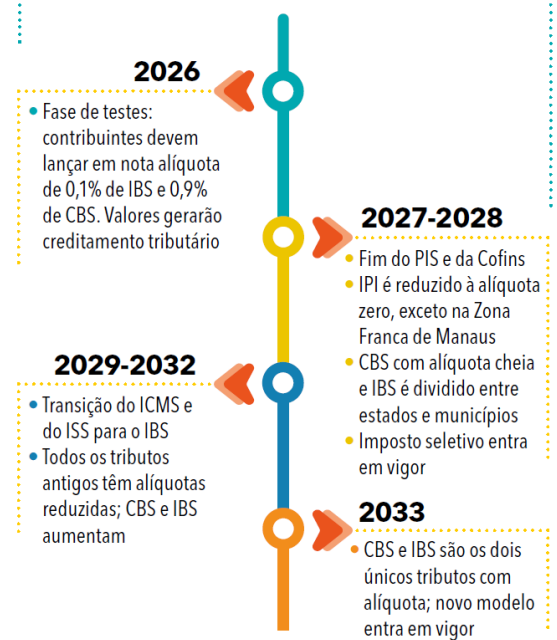 2026
• Fase de testes:
contribuintes devem
lançar em nota alíquota
de 0,1% de IBS e 0,9%
de CBS. Valores gerarão
creditamento tributário
2027-2028
• Fim do PIS e da Cofins
• IPI é reduzido à alíquota
zero, exceto na Zona
Franca de Manaus
• CBS com alíquota cheia
e IBS é dividido entre
estados e municípios
• Imposto seletivo entra
em vigor
2029-2032
• Transição do ICMS e
do ISS para o IBS
• Todos os tributos
antigos têm alíquotas
reduzidas; CBS e IBS
aumentam
2033
• CBS e IBS são os dois
únicos tributos com
alíquota; novo modelo
entra em vigor